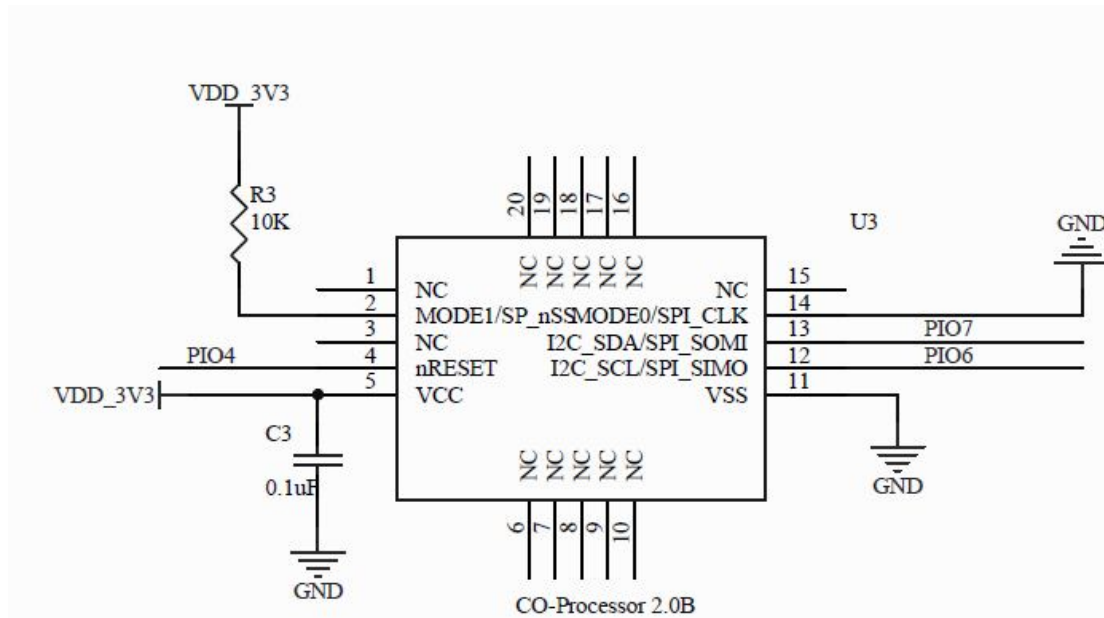 VDD_3V3
R3
10K
20
19
18
17
16
U3
GND
NC
NC
NC
NC
NC
1
NC
NC
15
2
MODE1/SP_nSS
MODE0/SPI_CLK
14
3
NC
I2C_SDA/SPI_SOMI
13
PIO7
PIO4
4
nRESET
I2C_SCL/SPI_SIMO
12
PIO6
VDD_3V3
5
VCC
VSS
11
C3
0.1uF
GND
GND
NC
NC
NC
NC
NC
6
7
8
9
10
CO-Processor 2.0B